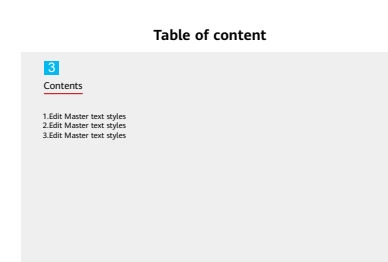 Table of content
3
Contents
1.Edit Master text styles
2.Edit Master text styles
3.Edit Master text styles